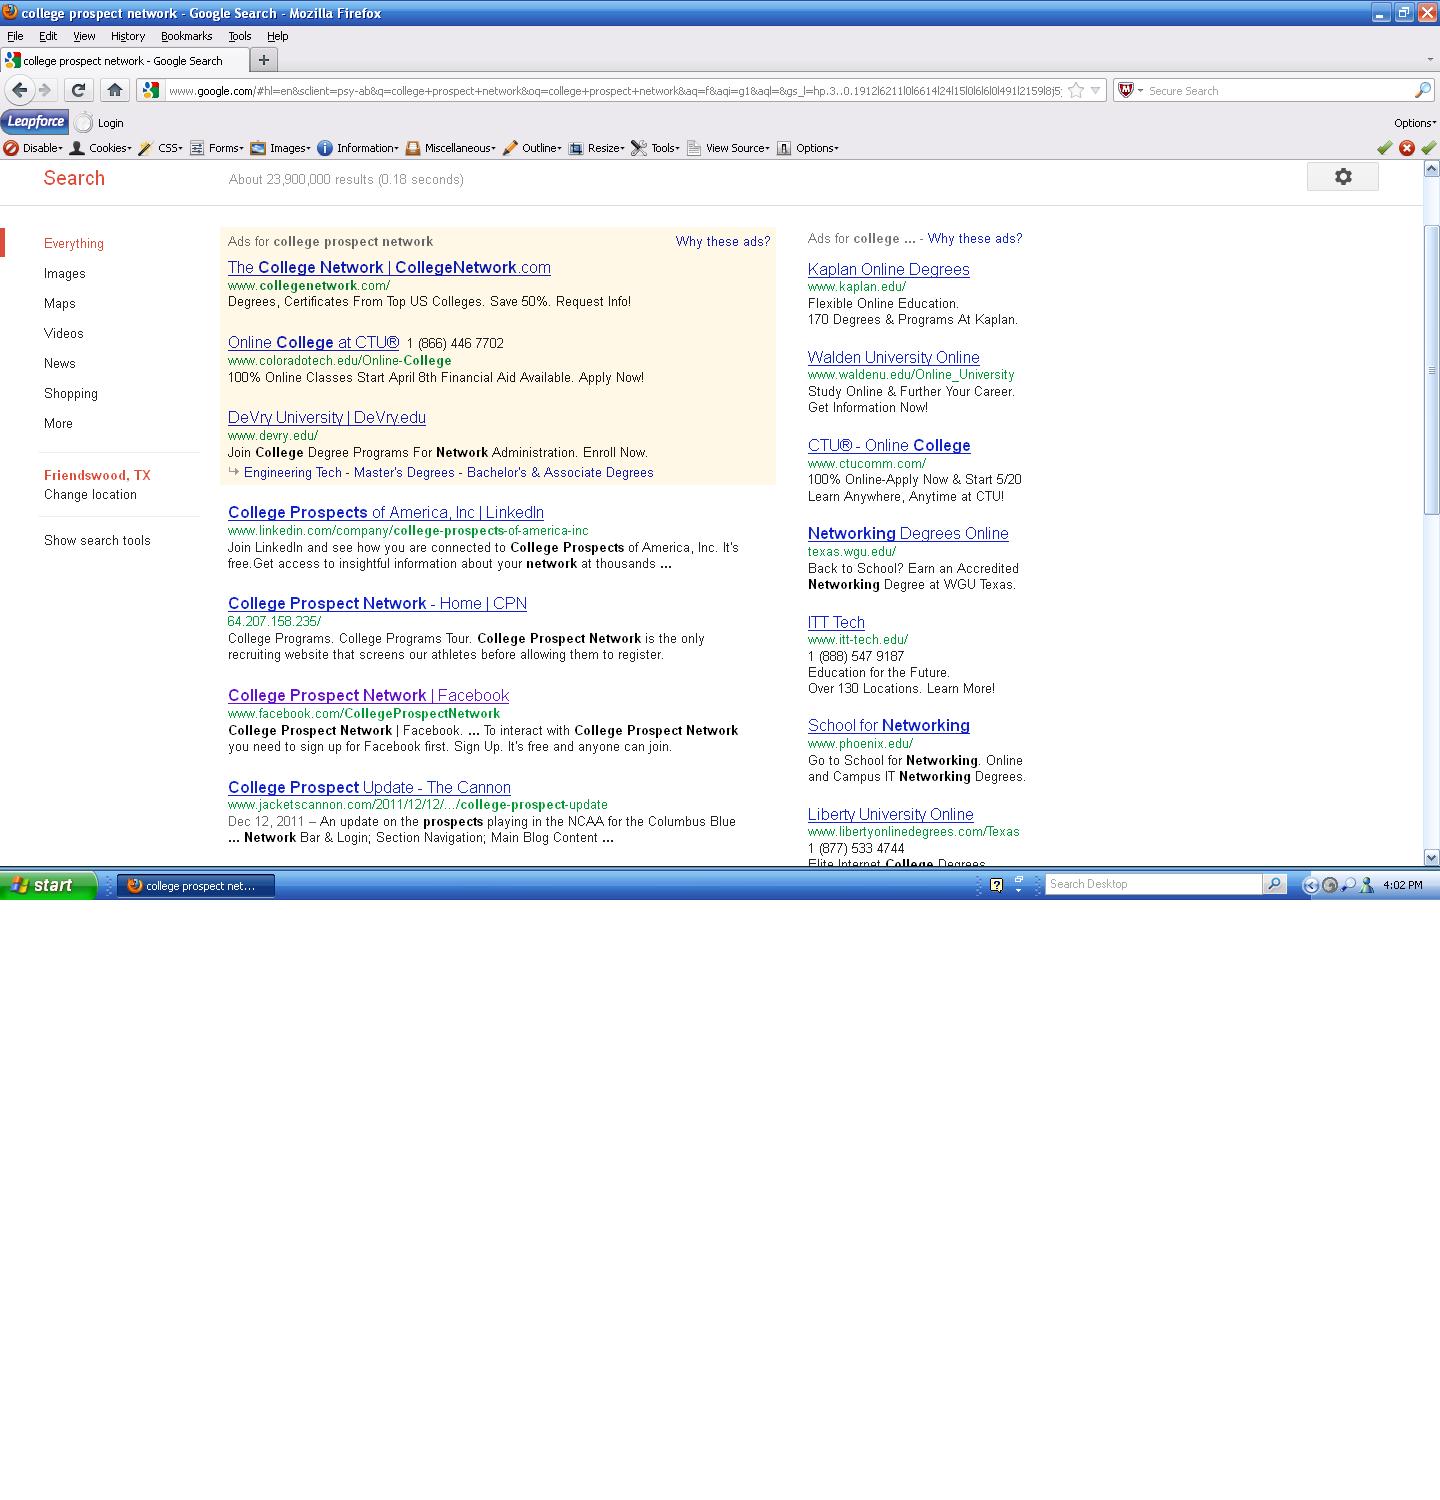 college prospect network - Google Search - Mozilla Firefox
File Edit View History Bookmarks Tools Help
college prospect network - Google Search
www.google.com/#hl=en&sclient=psy-ab&q=college+prospect+network&oq=college+prospect+network&aq=f&aqi=g1&aql=&gs_l=hp.3..0.1912l6211l0l6614l24l15l0l6l6l0l491l2159l8j5
Secure Search
Leapforce Login Options
Disable Cookies CSS Forms Images Information Miscellaneous Outline Resize Tools View Source Options
Search
About 23,900,000 results (0.18 seconds)
Everything
Images
Maps
Videos
News
Shopping
More
Friendswood, TX
Change location
Show search tools
Ads for college prospect network Why these ads?
The College Network | CollegeNetwork.com
www.collegenetwork.com/
Degrees, Certificates From Top US Colleges. Save 50%. Request Info!
Online College at CTU® 1 (866) 446 7702
www.coloradotech.edu/Online-College
100% Online Classes Start April 8th Financial Aid Available. Apply Now!
DeVry University | DeVry.edu
www.devry.edu/
Join College Degree Programs For Network Administration. Enroll Now.
Engineering Tech - Master's Degrees - Bachelor's & Associate Degrees
College Prospects of America, Inc | LinkedIn
www.linkedin.com/company/college-prospects-of-america-inc
Join LinkedIn and see how you are connected to College Prospects of America, Inc. It's
free.Get access to insightful information about your network at thousands ...
College Prospect Network - Home | CPN
64.207.158.235/
College Programs. College Programs Tour. College Prospect Network is the only
recruiting website that screens our athletes before allowing them to register.
College Prospect Network | Facebook
www.facebook.com/CollegeProspectNetwork
College Prospect Network | Facebook. ... To interact with College Prospect Network
you need to sign up for Facebook first. Sign Up. It's free and anyone can join.
College Prospect Update - The Cannon
www.jacketscannon.com/2011/12/12/.../college-prospect-update
Dec 12, 2011 – An update on the prospects playing in the NCAA for the Columbus Blue
... Network Bar & Login; Section Navigation; Main Blog Content ...
Ads for college ... - Why these ads?
Kaplan Online Degrees
www.kaplan.edu/
Flexible Online Education.
170 Degrees & Programs At Kaplan.
Walden University Online
www.waldenu.edu/Online_University
Study Online & Further Your Career.
Get Information Now!
CTU® - Online College
www.ctucomm.com/
100% Online-Apply Now & Start 5/20
Learn Anywhere, Anytime at CTU!
Networking Degrees Online
texas.wgu.edu/
Back to School? Earn an Accredited
Networking Degree at WGU Texas.
ITT Tech
www.itt-tech.edu/
1 (888) 547 9187
Education for the Future.
Over 130 Locations. Learn More!
School for Networking
www.phoenix.edu/
Go to School for Networking. Online
and Campus IT Networking Degrees.
Liberty University Online
www.libertyonlinedegrees.com/Texas
1 (877) 533 4744
Elite Internet College Degrees
start
college prospect net...
Search Desktop
4:02 PM